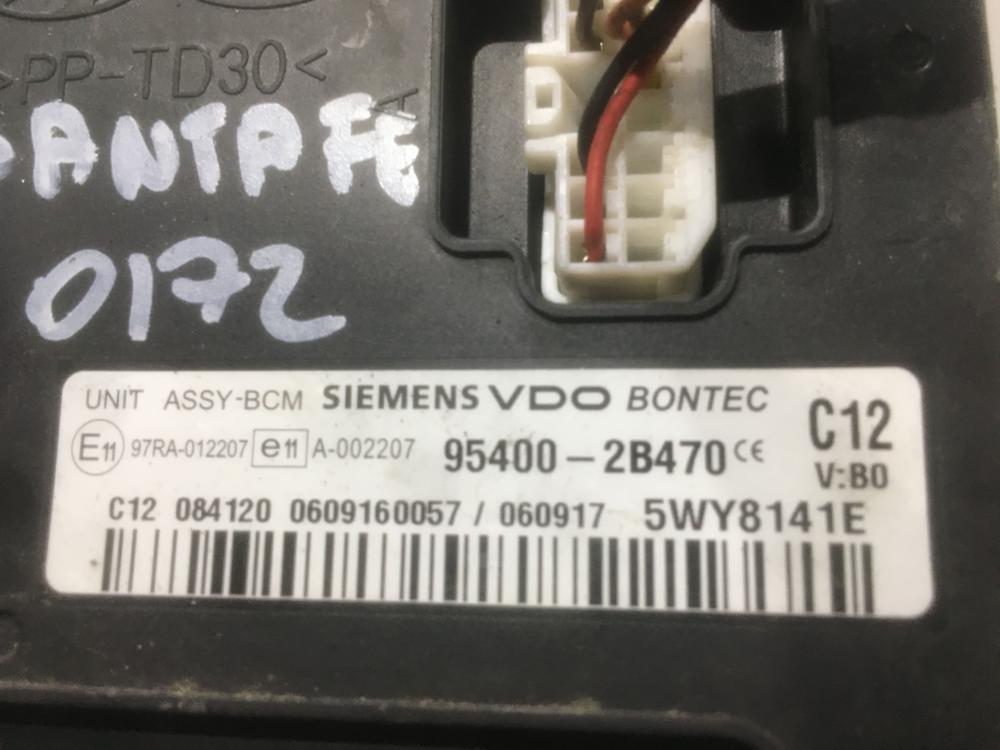 >PP-TD30<
SANTA FE
0172
UNIT ASSY-BCM SIEMENS VDO BONTEC
C12
E11 97RA-012207 e11 A-002207 95400-2B470 CE
V:B0
C12 084120 0609160057 / 060917 5WY8141E